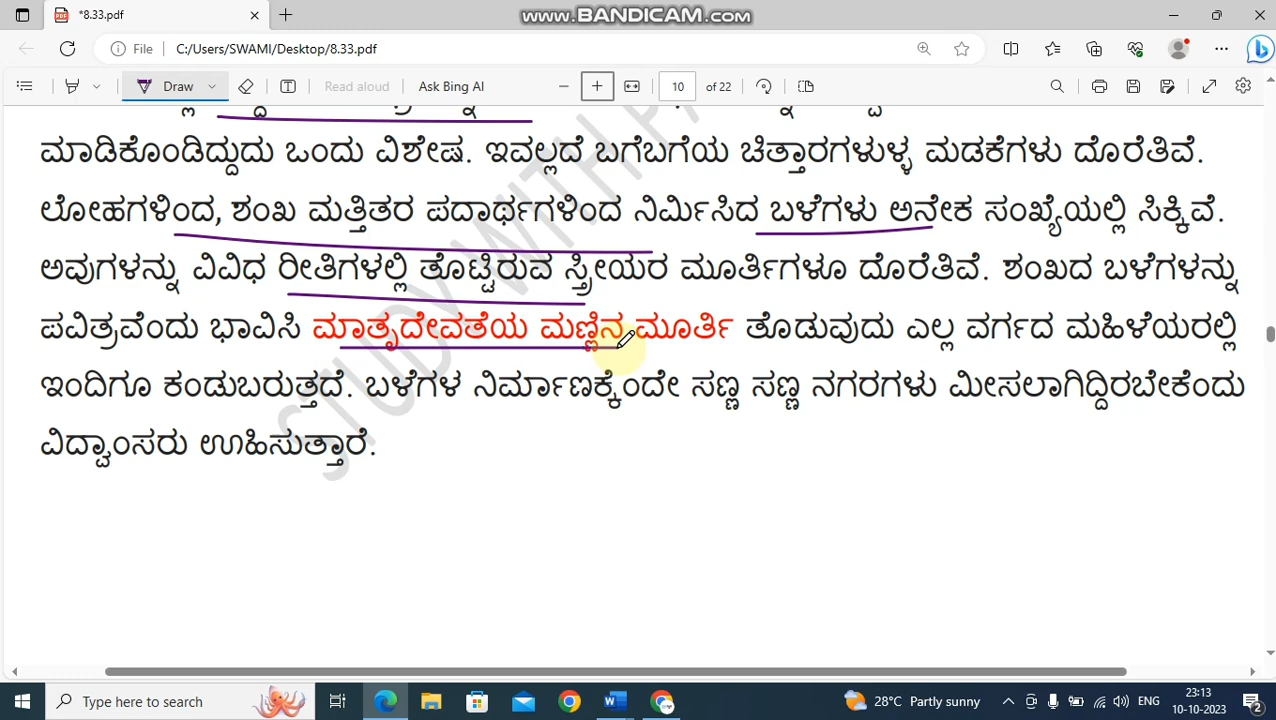 *8.33.pdf
www.BANDICAM.com
File C:/Users/SWAMI/Desktop/8.33.pdf
Draw Read aloud Ask Bing AI 10 of 22
ಮಾಡಿಕೊಂಡಿದ್ದುದು ಒಂದು ವಿಶೇಷ. ಇವಲ್ಲದೆ ಬಗೆಬಗೆಯ ಚಿತ್ತಾರಗಳುಳ್ಳ ಮಡಕೆಗಳು ದೊರೆತಿವೆ.
ಲೋಹಗಳಿಂದ, ಶಂಖ ಮತ್ತಿತರ ಪದಾರ್ಥಗಳಿಂದ ನಿರ್ಮಿಸಿದ ಬಳೆಗಳು ಅನೇಕ ಸಂಖ್ಯೆಯಲ್ಲಿ ಸಿಕ್ಕಿವೆ.
ಅವುಗಳನ್ನು ವಿವಿಧ ರೀತಿಗಳಲ್ಲಿ ತೊಟ್ಟಿರುವ ಸ್ತ್ರೀಯರ ಮೂರ್ತಿಗಳೂ ದೊರೆತಿವೆ. ಶಂಖದ ಬಳೆಗಳನ್ನು
ಪವಿತ್ರವೆಂದು ಭಾವಿಸಿ ಮಾತೃದೇವತೆಯ ಮಣ್ಣಿನ ಮೂರ್ತಿ ತೊಡುವುದು ಎಲ್ಲ ವರ್ಗದ ಮಹಿಳೆಯರಲ್ಲಿ
ಇಂದಿಗೂ ಕಂಡುಬರುತ್ತದೆ. ಬಳೆಗಳ ನಿರ್ಮಾಣಕ್ಕೆಂದೇ ಸಣ್ಣ ಸಣ್ಣ ನಗರಗಳು ಮೀಸಲಾಗಿದ್ದಿರಬೇಕೆಂದು
ವಿದ್ವಾಂಸರು ಊಹಿಸುತ್ತಾರೆ.
STUDY WITH
Type here to search
28°C Partly sunny
ENG
23:13
10-10-2023
2